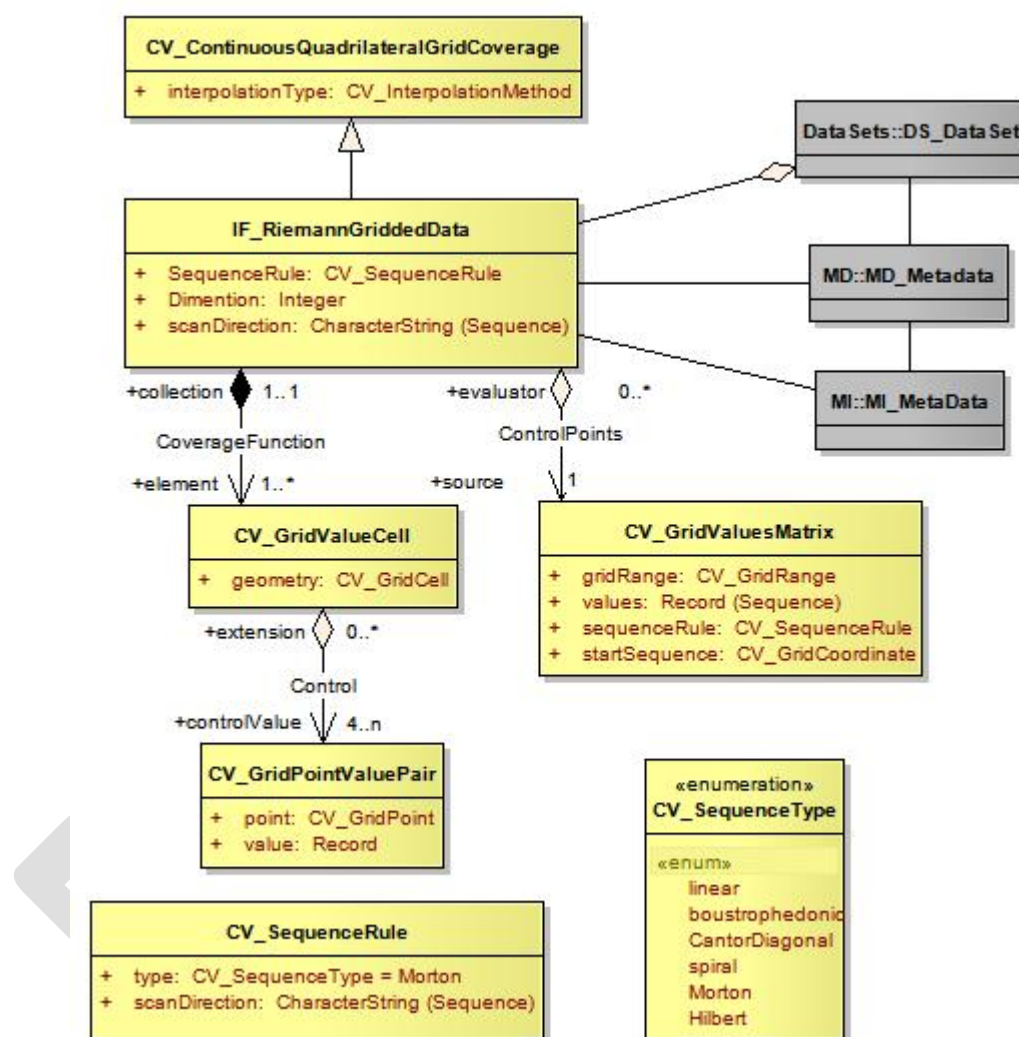 CV_ContinuousQuadrilateralGridCoverage
+ interpolationType: CV_InterpolationMethod
DataSets::DS_DataSet
IF_RiemannGriddedData
+ SequenceRule: CV_SequenceRule
+ Dimention: Integer
+ scanDirection: CharacterString (Sequence)
MD::MD_Metadata
MI::MI_MetaData
+collection 1..1
+evaluator 0..*
CoverageFunction
ControlPoints
+element 1..*
+source 1
CV_GridValueCell
+ geometry: CV_GridCell
CV_GridValuesMatrix
+ gridRange: CV_GridRange
+ values: Record (Sequence)
+ sequenceRule: CV_SequenceRule
+ startSequence: CV_GridCoordinate
+extension 0..*
Control
+controlValue 4..n
CV_GridPointValuePair
+ point: CV_GridPoint
+ value: Record
«enumeration»
CV_SequenceType
«enum»
linear
boustrophedonic
CantorDiagonal
spiral
Morton
Hilbert
CV_SequenceRule
+ type: CV_SequenceType = Morton
+ scanDirection: CharacterString (Sequence)